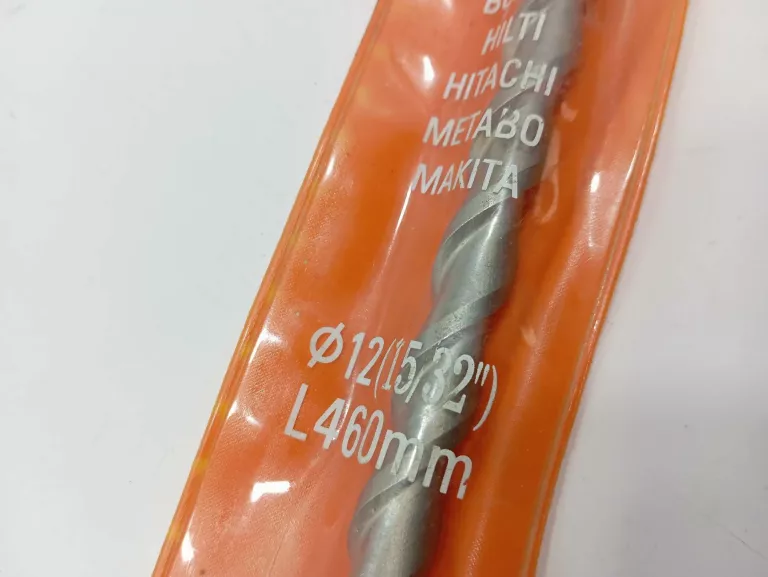 HILTI
HITACHI
METABO
MAKITA
Ø12(15/32")
L460mm